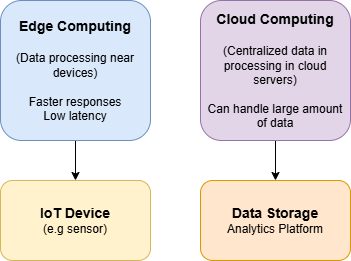 Edge Computing
(Data processing near
devices)
Faster responses
Low latency
Cloud Computing
(Centralized data in
processing in cloud
servers)
Can handle large amount
of data
IoT Device
(e.g sensor)
Data Storage
Analytics Platform